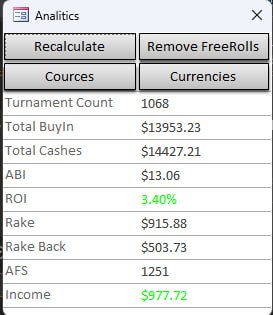 Analitics
Recalculate Remove FreeRolls
Cources Currencies
Turnament Count 1068
Total BuyIn $13953.23
Total Cashes $14427.21
ABI $13.06
ROI 3.40%
Rake $915.88
Rake Back $503.73
AFS 1251
Income $977.72